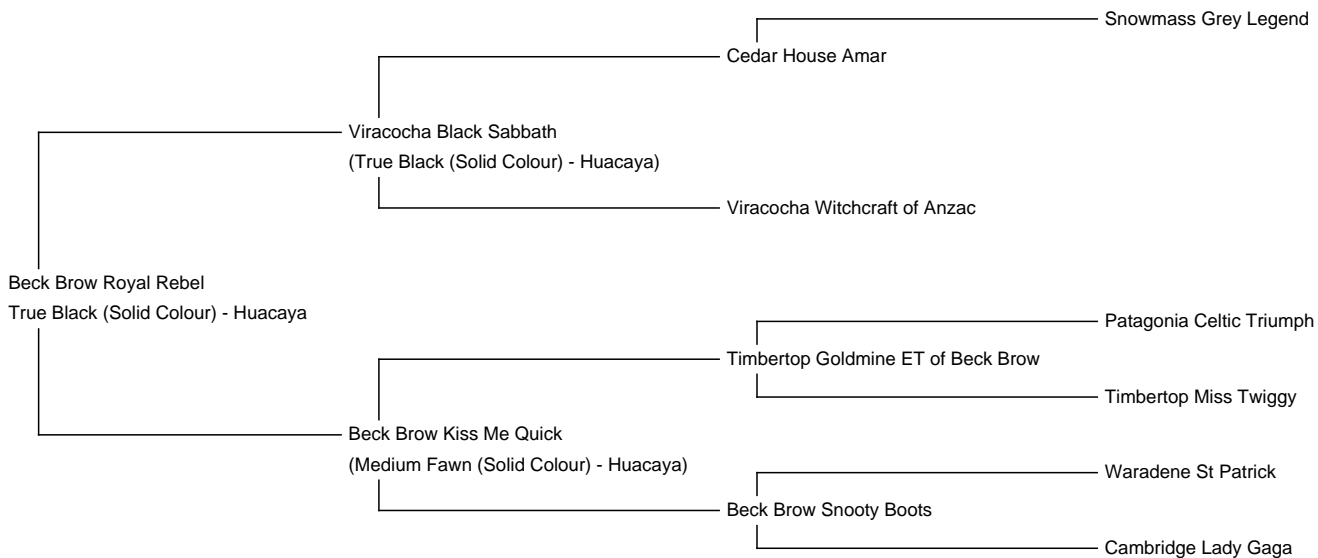 Snowmass Grey Legend
Cedar House Amar
Viracocha Black Sabbath
(True Black (Solid Colour) - Huacaya)
Viracocha Witchcraft of Anzac
Beck Brow Royal Rebel
True Black (Solid Colour) - Huacaya
Patagonia Celtic Triumph
Timbertop Goldmine ET of Beck Brow
Timbertop Miss Twiggy
Beck Brow Kiss Me Quick
(Medium Fawn (Solid Colour) - Huacaya)
Waradene St Patrick
Beck Brow Snooty Boots
Cambridge Lady Gaga